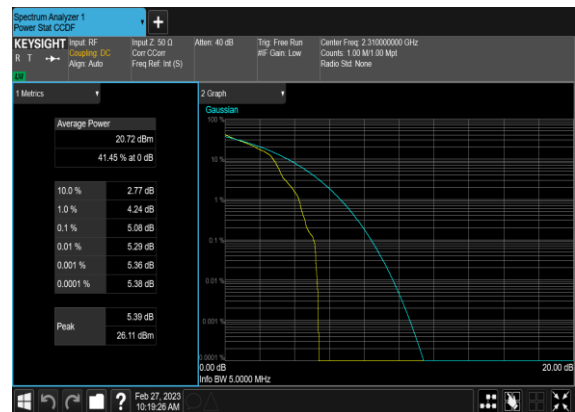 Spectrum Analyzer 1
Power Stat CCDF
+
KEYSIGHT
R T
LV
Input: RF
Coupling: DC
Align: Auto
Input Z: 50 Ω
Corr CCorr
Freq Ref: Int (S)
Atten: 40 dB
Trig: Free Run
#IF Gain: Low
Center Freq: 2.310000000 GHz
Counts: 1.00 M/1.00 Mpt
Radio Std: None
1 Metrics
Average Power
20.72 dBm
41.45 % at 0 dB
10.0 % 2.77 dB
1.0 % 4.24 dB
0.1 % 5.08 dB
0.01 % 5.29 dB
0.001 % 5.36 dB
0.0001 % 5.38 dB
Peak
5.39 dB
26.11 dBm
2 Graph
Gaussian
100 %
10 %
1 %
0.1 %
0.01 %
0.001 %
0.0001 %
0.00 dB 20.00 dB
Info BW 5.0000 MHz
?
Feb 27, 2023
10:19:26 AM